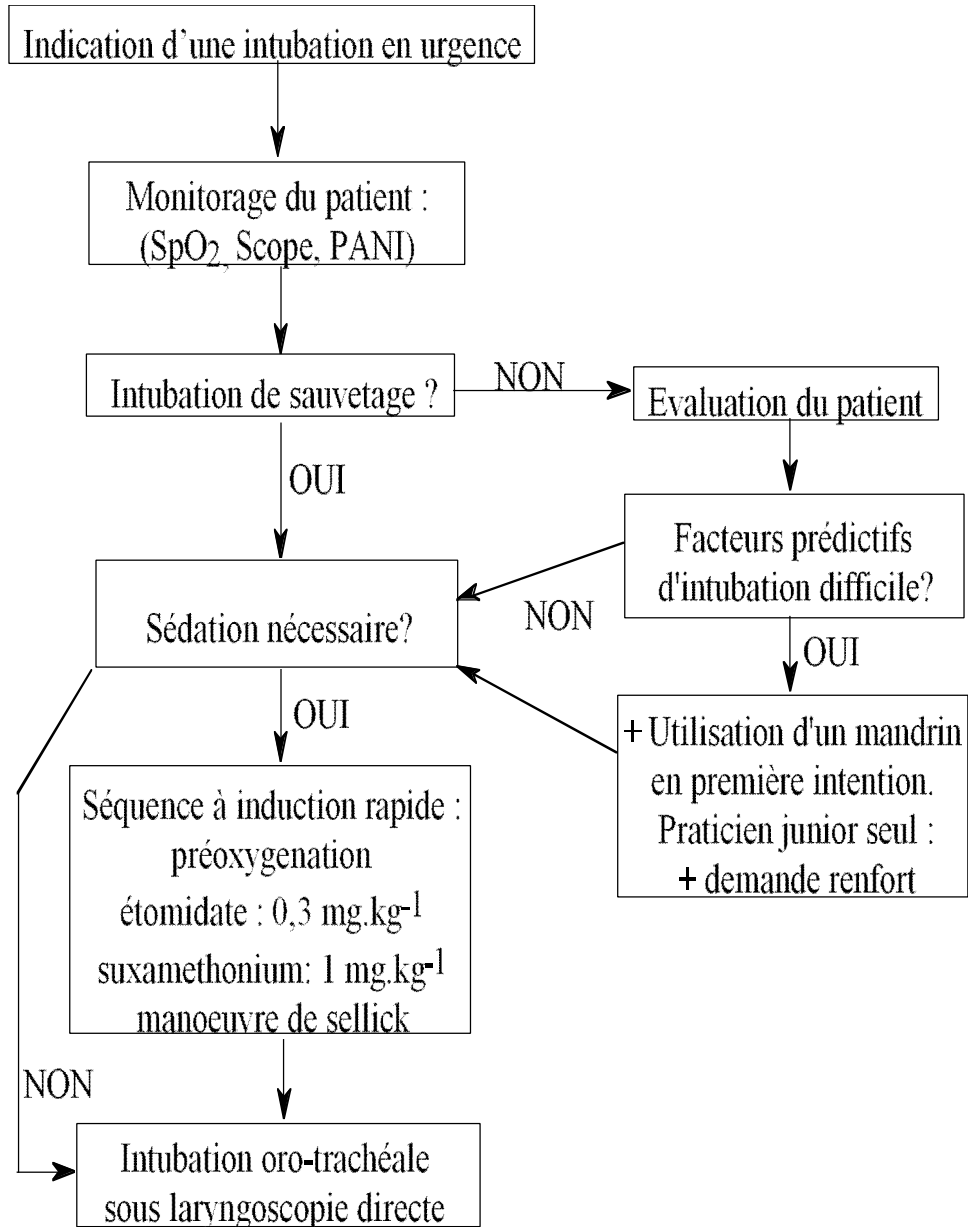 Indication d'une intubation en urgence
Monitorage du patient :
(SpO2, Scope, PANI)
Intubation de sauvetage ?
NON
Evaluation du patient
OUI
Facteurs prédictifs
d'intubation difficile?
NON
OUI
Sédation nécessaire?
OUI
+ Utilisation d'un mandrin
en première intention.
Praticien junior seul :
+ demande renfort
Séquence à induction rapide :
préoxygenation
étomidate : 0,3 mg.kg-1
suxamethonium: 1 mg.kg-1
manoeuvre de sellick
NON
Intubation oro-trachéale
sous laryngoscopie directe